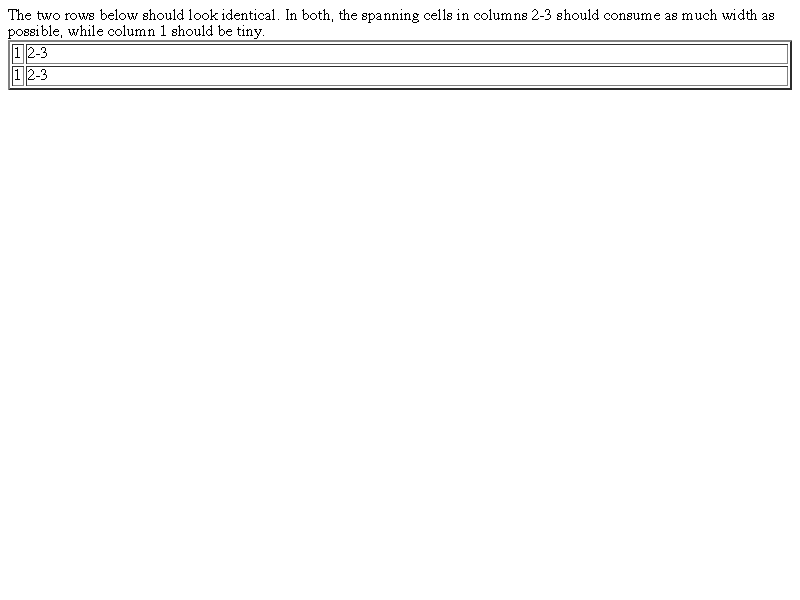 The two rows below should look identical. In both, the spanning cells in columns 2-3 should consume as much width as
possible, while column 1 should be tiny.
1 2-3
1 2-3